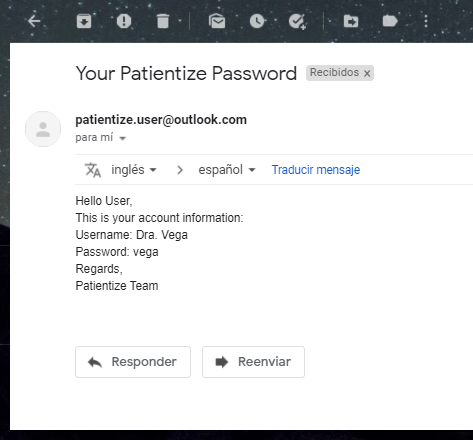 Your Patientize Password Recibidos x
patientize.user@outlook.com
para mí
inglés > español Traducir mensaje
Hello User,
This is your account information:
Username: Dra. Vega
Password: vega
Regards,
Patientize Team
Responder Reenviar